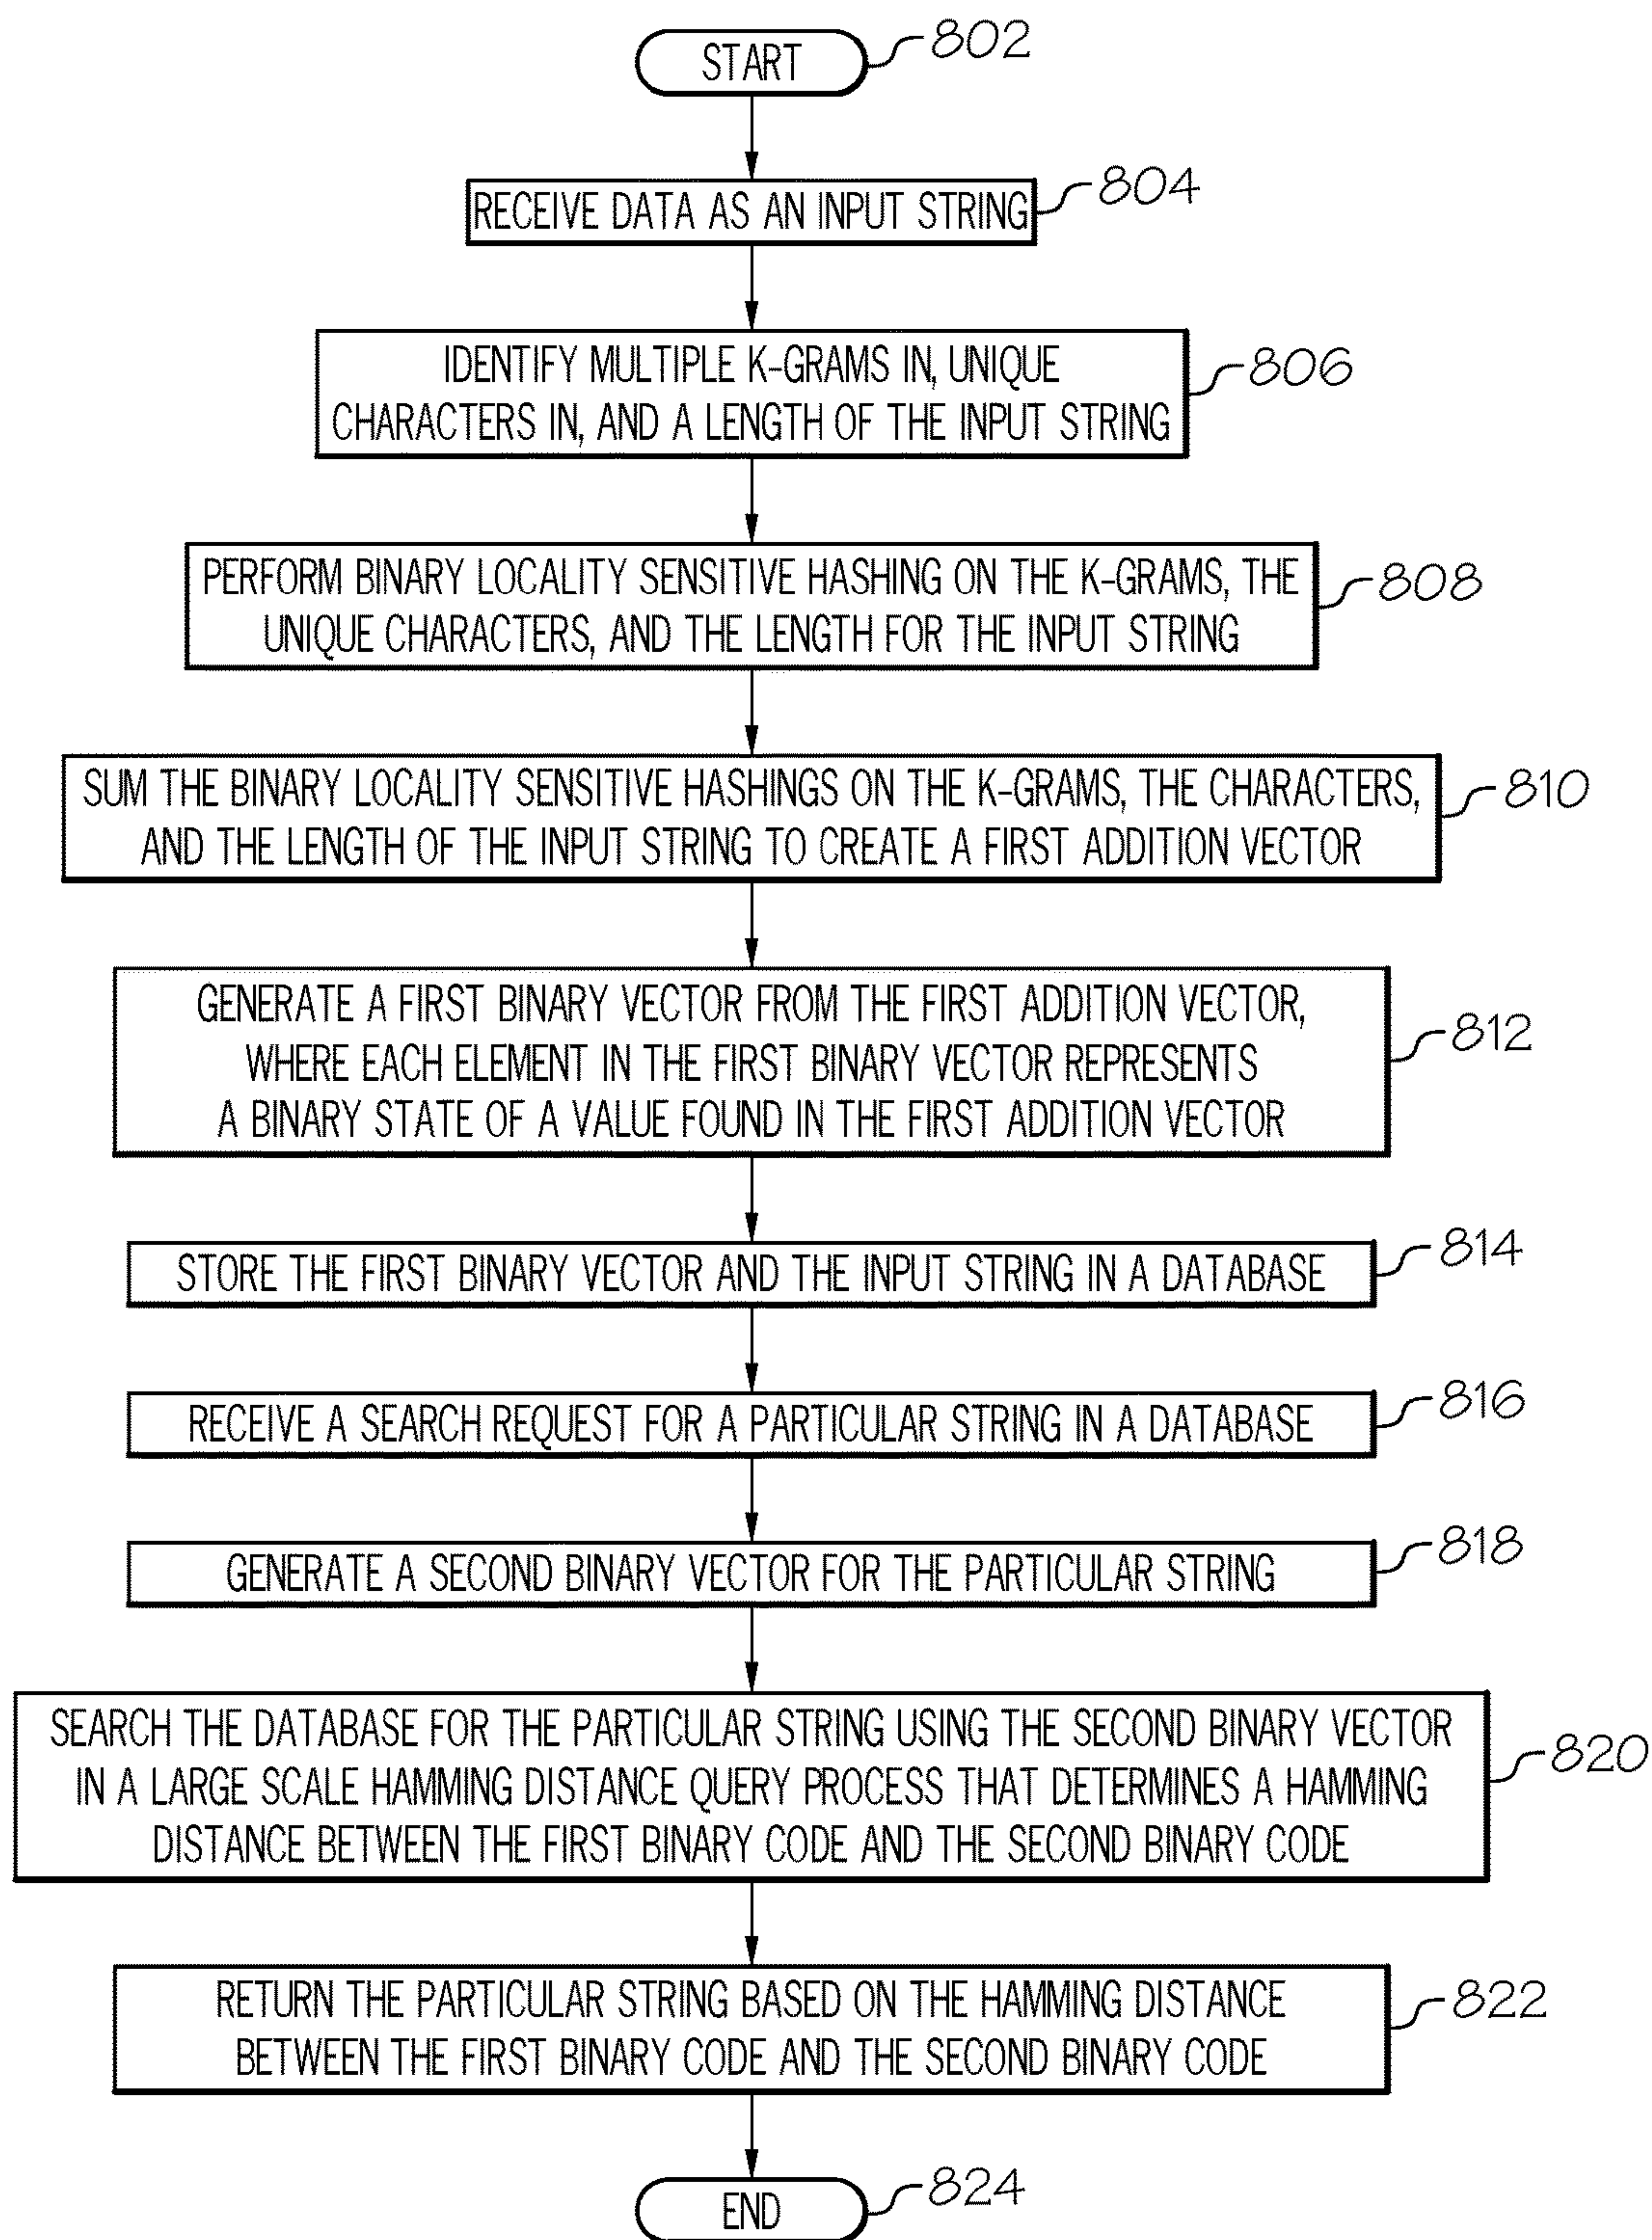 START
802
RECEIVE DATA AS AN INPUT STRING
804
IDENTIFY MULTIPLE K-GRAMS IN, UNIQUE
CHARACTERS IN, AND A LENGTH OF THE INPUT STRING
806
PERFORM BINARY LOCALITY SENSITIVE HASHING ON THE K-GRAMS, THE
UNIQUE CHARACTERS, AND THE LENGTH FOR THE INPUT STRING
808
SUM THE BINARY LOCALITY SENSITIVE HASHINGS ON THE K-GRAMS, THE CHARACTERS,
AND THE LENGTH OF THE INPUT STRING TO CREATE A FIRST ADDITION VECTOR
810
GENERATE A FIRST BINARY VECTOR FROM THE FIRST ADDITION VECTOR,
WHERE EACH ELEMENT IN THE FIRST BINARY VECTOR REPRESENTS
A BINARY STATE OF A VALUE FOUND IN THE FIRST ADDITION VECTOR
812
STORE THE FIRST BINARY VECTOR AND THE INPUT STRING IN A DATABASE
814
RECEIVE A SEARCH REQUEST FOR A PARTICULAR STRING IN A DATABASE
816
GENERATE A SECOND BINARY VECTOR FOR THE PARTICULAR STRING
818
SEARCH THE DATABASE FOR THE PARTICULAR STRING USING THE SECOND BINARY VECTOR
IN A LARGE SCALE HAMMING DISTANCE QUERY PROCESS THAT DETERMINES A HAMMING
DISTANCE BETWEEN THE FIRST BINARY CODE AND THE SECOND BINARY CODE
820
RETURN THE PARTICULAR STRING BASED ON THE HAMMING DISTANCE
BETWEEN THE FIRST BINARY CODE AND THE SECOND BINARY CODE
822
END
824